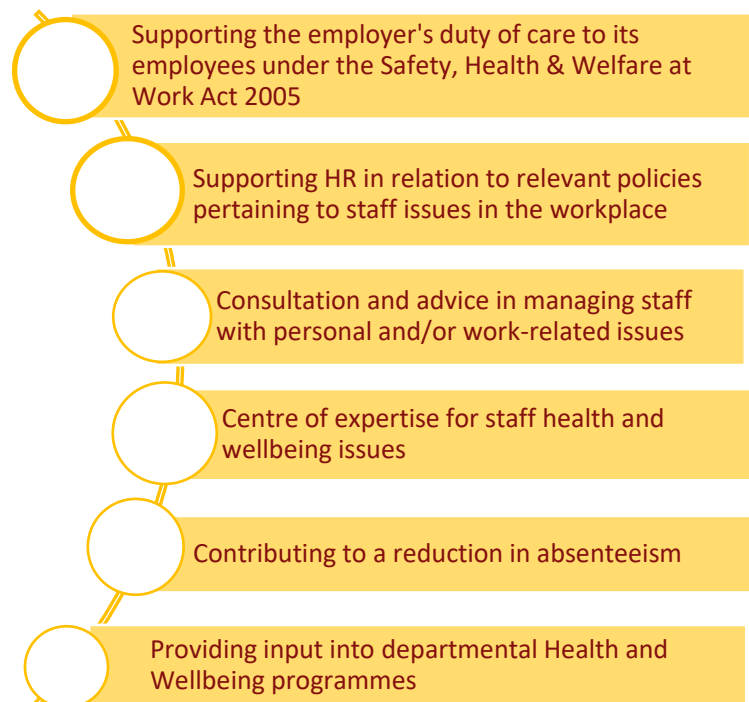 Supporting the employer's duty of care to its
employees under the Safety, Health & Welfare at
Work Act 2005
Supporting HR in relation to relevant policies
pertaining to staff issues in the workplace
Consultation and advice in managing staff
with personal and/or work-related issues
Centre of expertise for staff health and
wellbeing issues
Contributing to a reduction in absenteeism
Providing input into departmental Health and
Wellbeing programmes